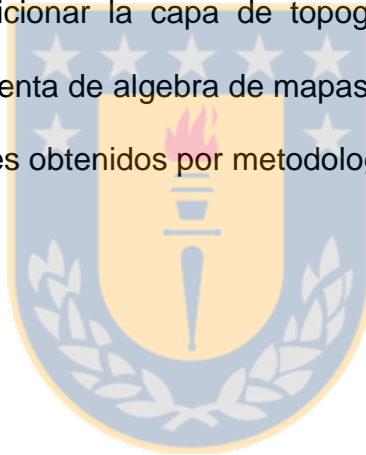 icionar la capa de topog
enta de algebra de mapas
es obtenidos por metodolog